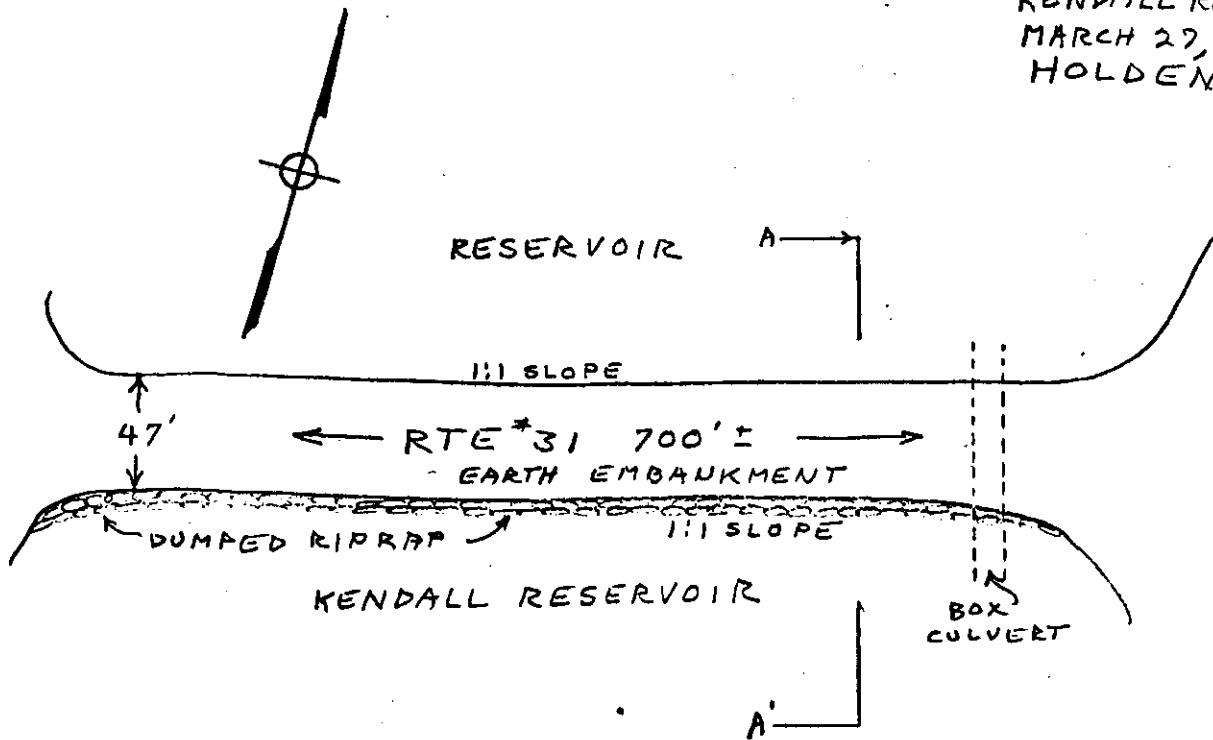 MARCH 27,
HOLDEN
RESERVOIR
A
1:1 SLOPE
47'
RTE #31 700' ±
EARTH EMBANKMENT
DUMPED RIPRAP
1:1 SLOPE
KENDALL RESERVOIR
BOX
CULVERT
A'